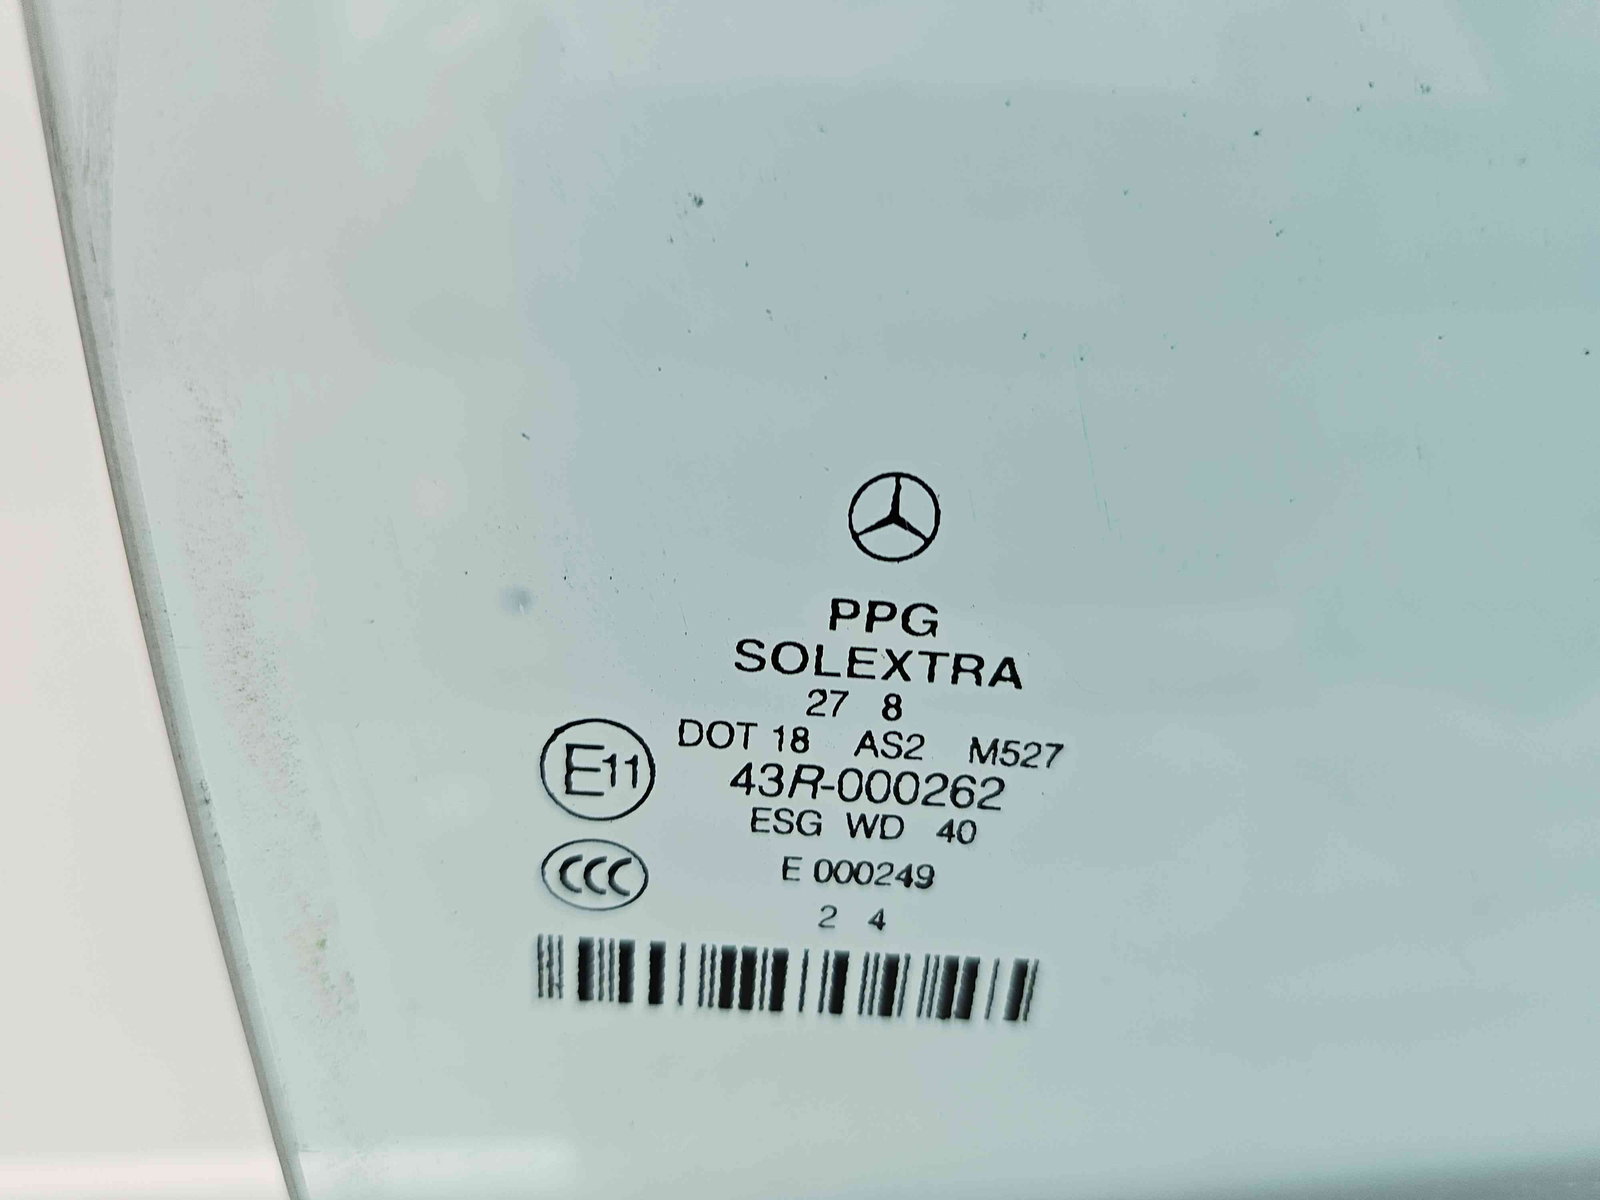 PPG
SOLEXTRA
27 8
DOT 18 AS2 M527
E11
43R-000262
ESG WD 40
CCC
E 000249
2 4